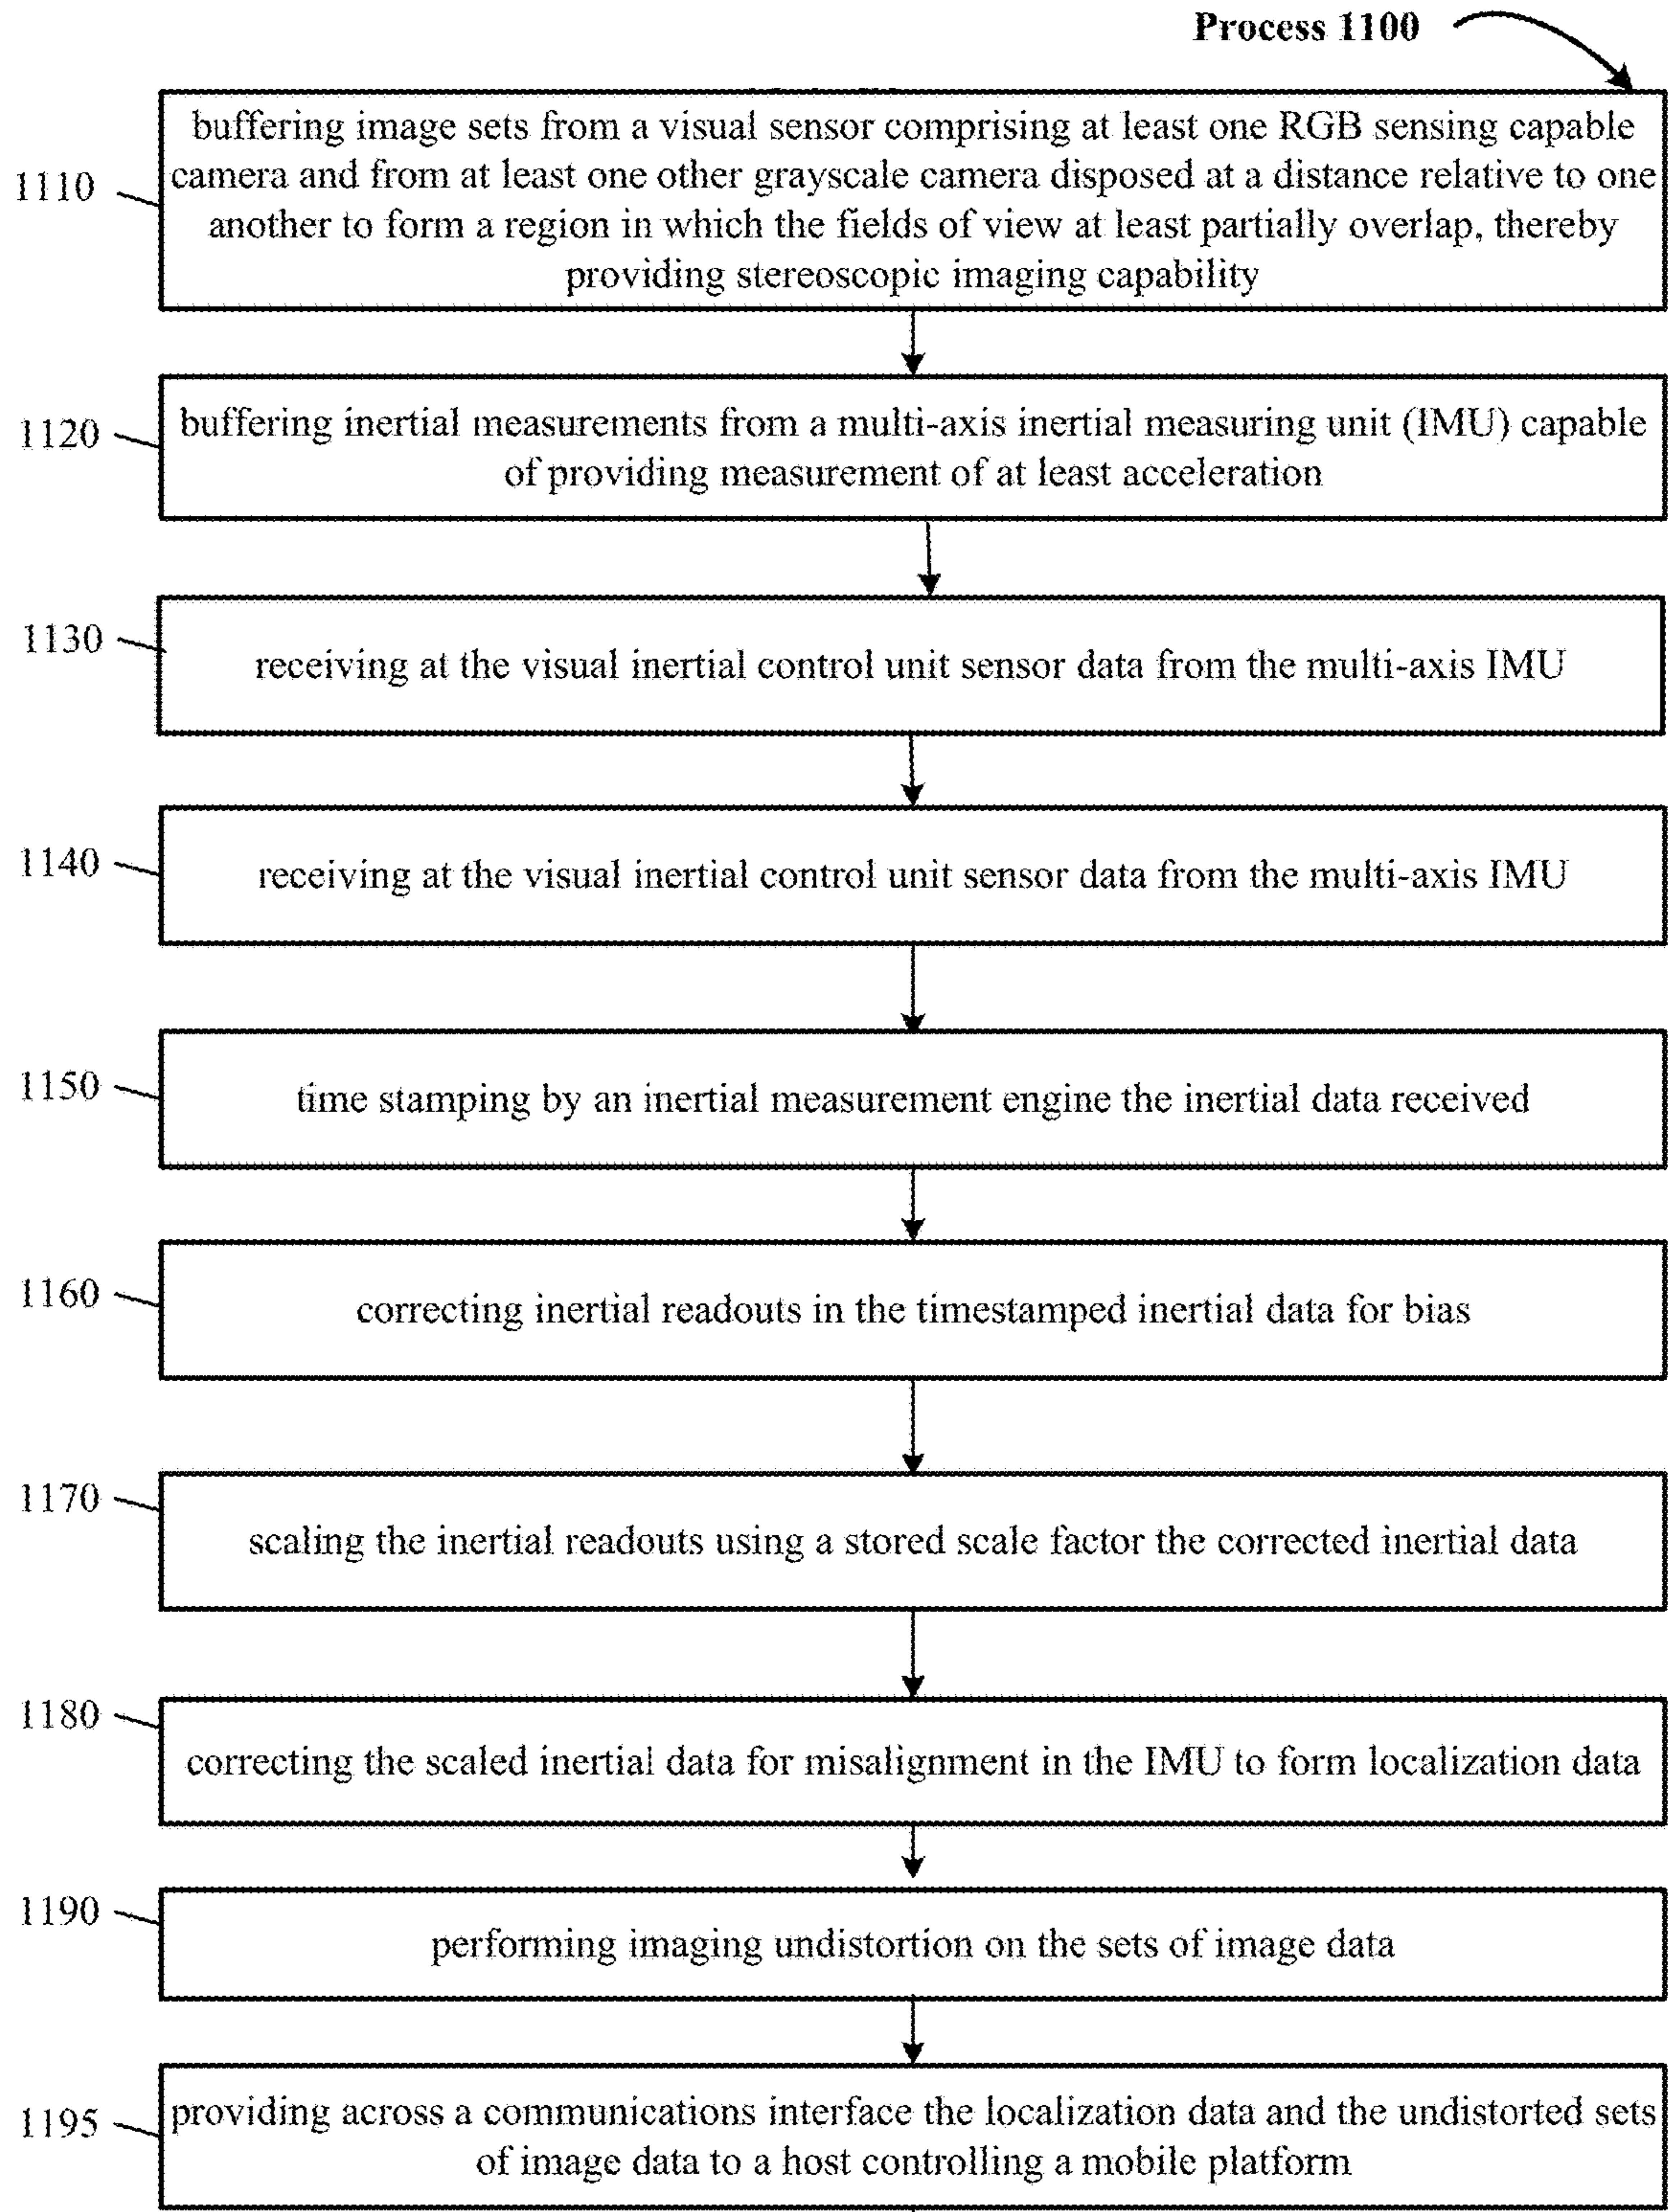 Process 1100
1110
buffering image sets from a visual sensor comprising at least one RGB sensing capable
camera and from at least one other grayscale camera disposed at a distance relative to one
another to form a region in which the fields of view at least partially overlap, thereby
providing stereoscopic imaging capability
1120
buffering inertial measurements from a multi-axis inertial measuring unit (IMU) capable
of providing measurement of at least acceleration
1130
receiving at the visual inertial control unit sensor data from the multi-axis IMU
1140
receiving at the visual inertial control unit sensor data from the multi-axis IMU
1150
time stamping by an inertial measurement engine the inertial data received
1160
correcting inertial readouts in the timestamped inertial data for bias
1170
scaling the inertial readouts using a stored scale factor the corrected inertial data
1180
correcting the scaled inertial data for misalignment in the IMU to form localization data
1190
performing imaging undistortion on the sets of image data
1195
providing across a communications interface the localization data and the undistorted sets
of image data to a host controlling a mobile platform